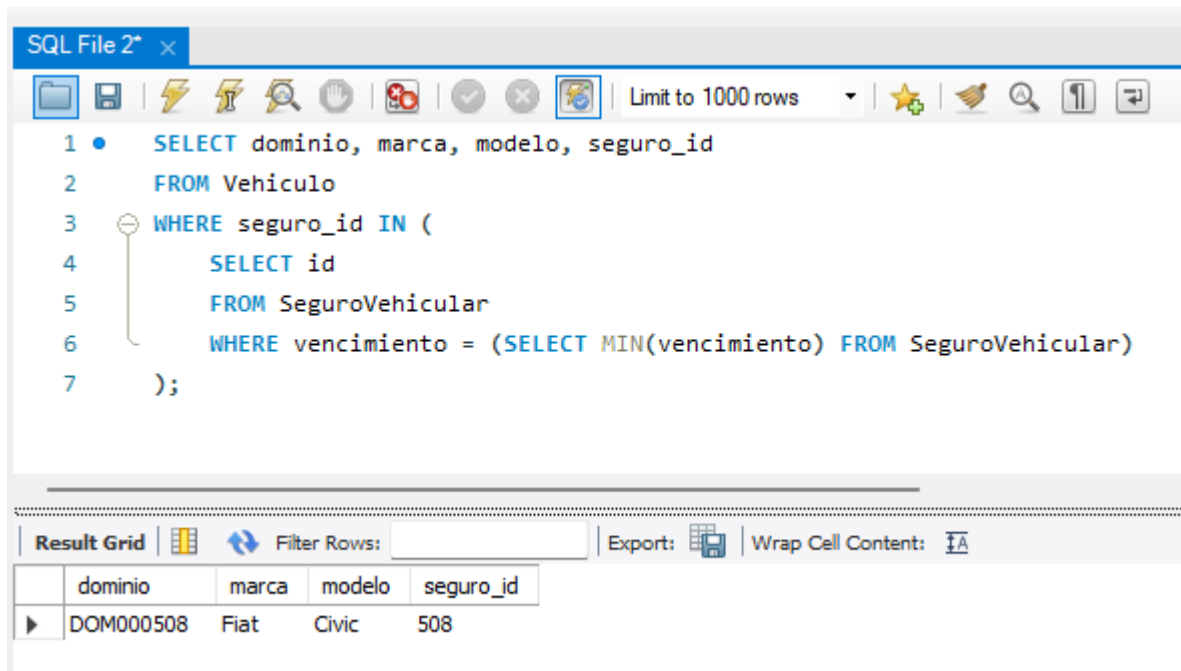 SQL File 2*
Limit to 1000 rows
1 SELECT dominio, marca, modelo, seguro_id
2 FROM Vehiculo
3 WHERE seguro_id IN (
4 SELECT id
5 FROM SeguroVehicular
6 WHERE vencimiento = (SELECT MIN(vencimiento) FROM SeguroVehicular)
7 );
Result Grid Filter Rows: Export: Wrap Cell Content:
dominio marca modelo seguro_id
DOM000508 Fiat Civic 508